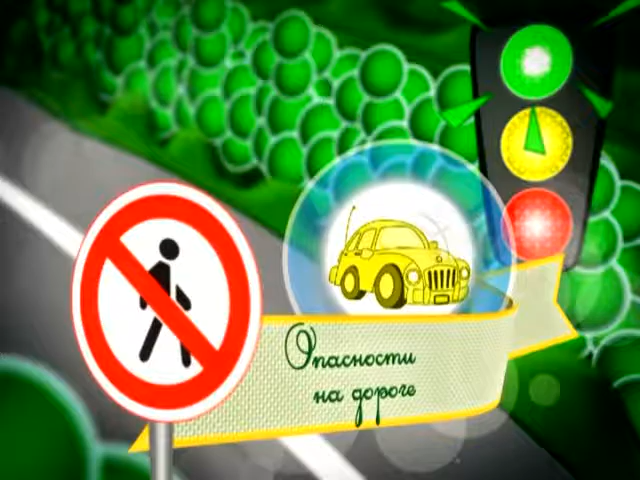 Опасности
на дороге